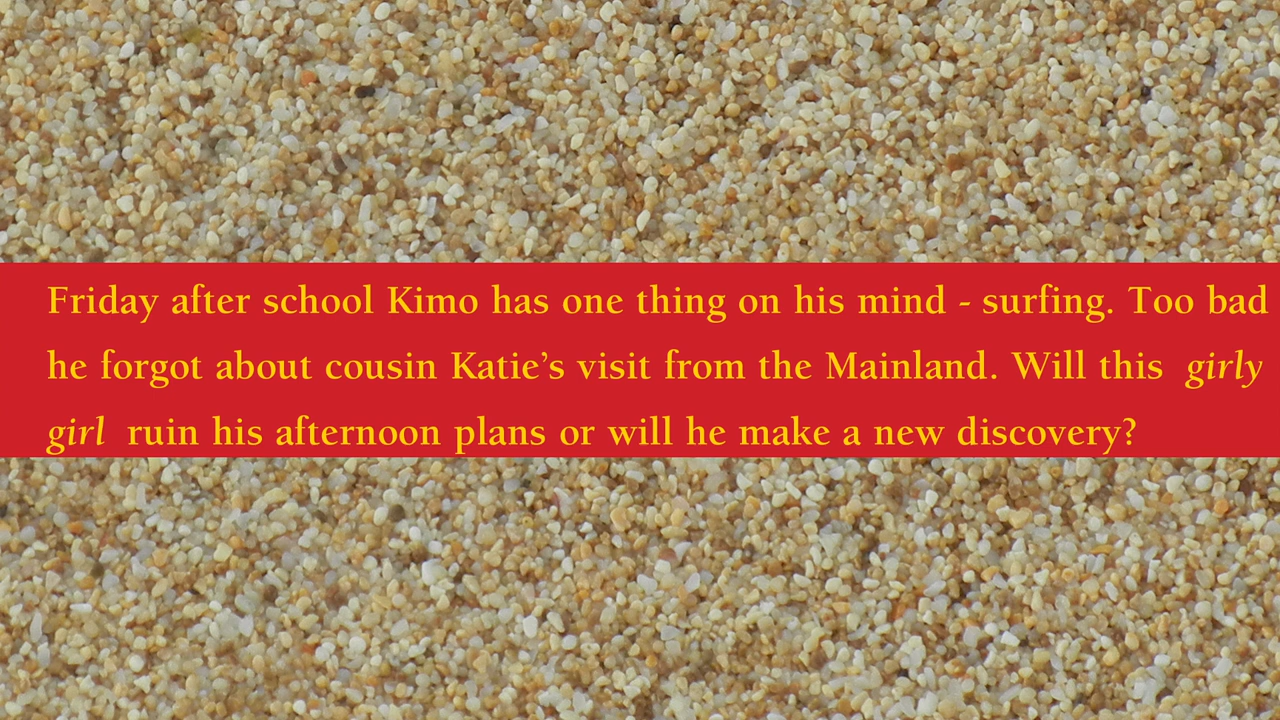 Friday after school Kimo has one thing on his mind - surfing. Too bad
he forgot about cousin Katie’s visit from the Mainland. Will this girly
girl ruin his afternoon plans or will he make a new discovery?